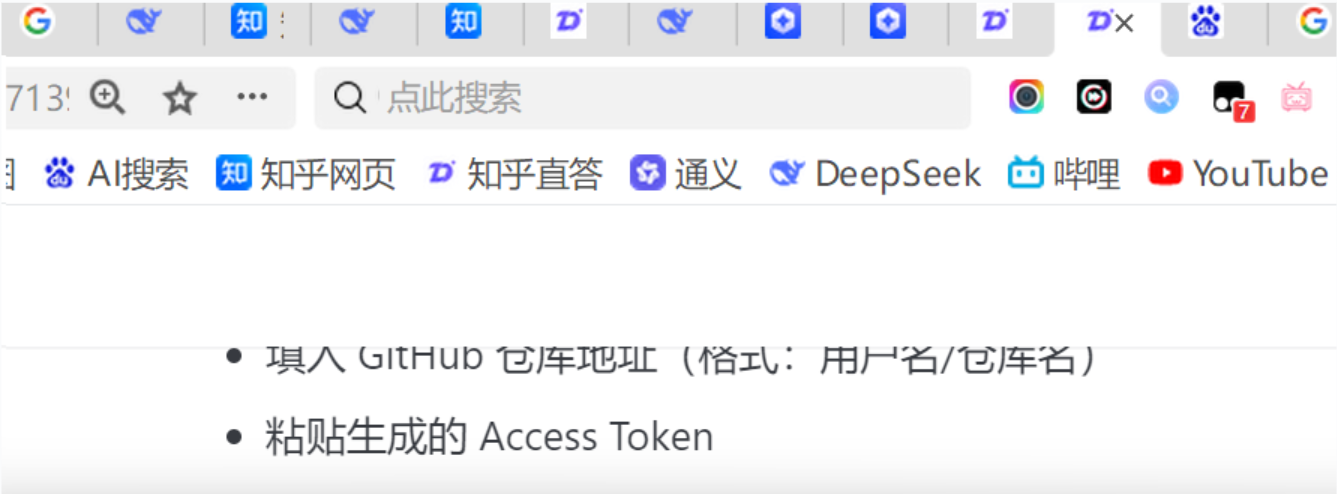 知
知
713
点此搜索
7
AI搜索 知 知乎网页 知乎直答 通义 DeepSeek 哔哩 YouTube
填入 GitHub 仓库地址（格式：用户名/仓库名）
粘贴生成的 Access Token